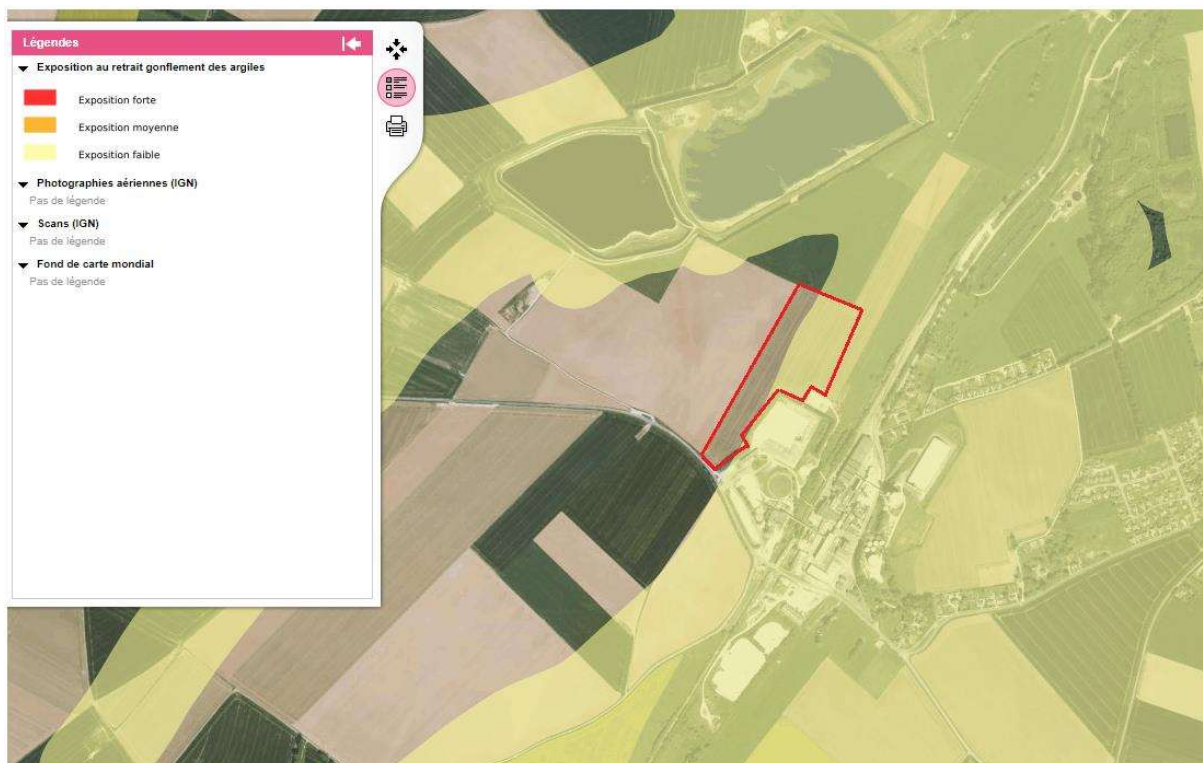 Légendes
Exposition au retrait gonflement des argiles
Exposition forte
Exposition moyenne
Exposition faible
Photographies aériennes (IGN)
Pas de légende
Scans (IGN)
Pas de légende
Fond de carte mondial
Pas de légende